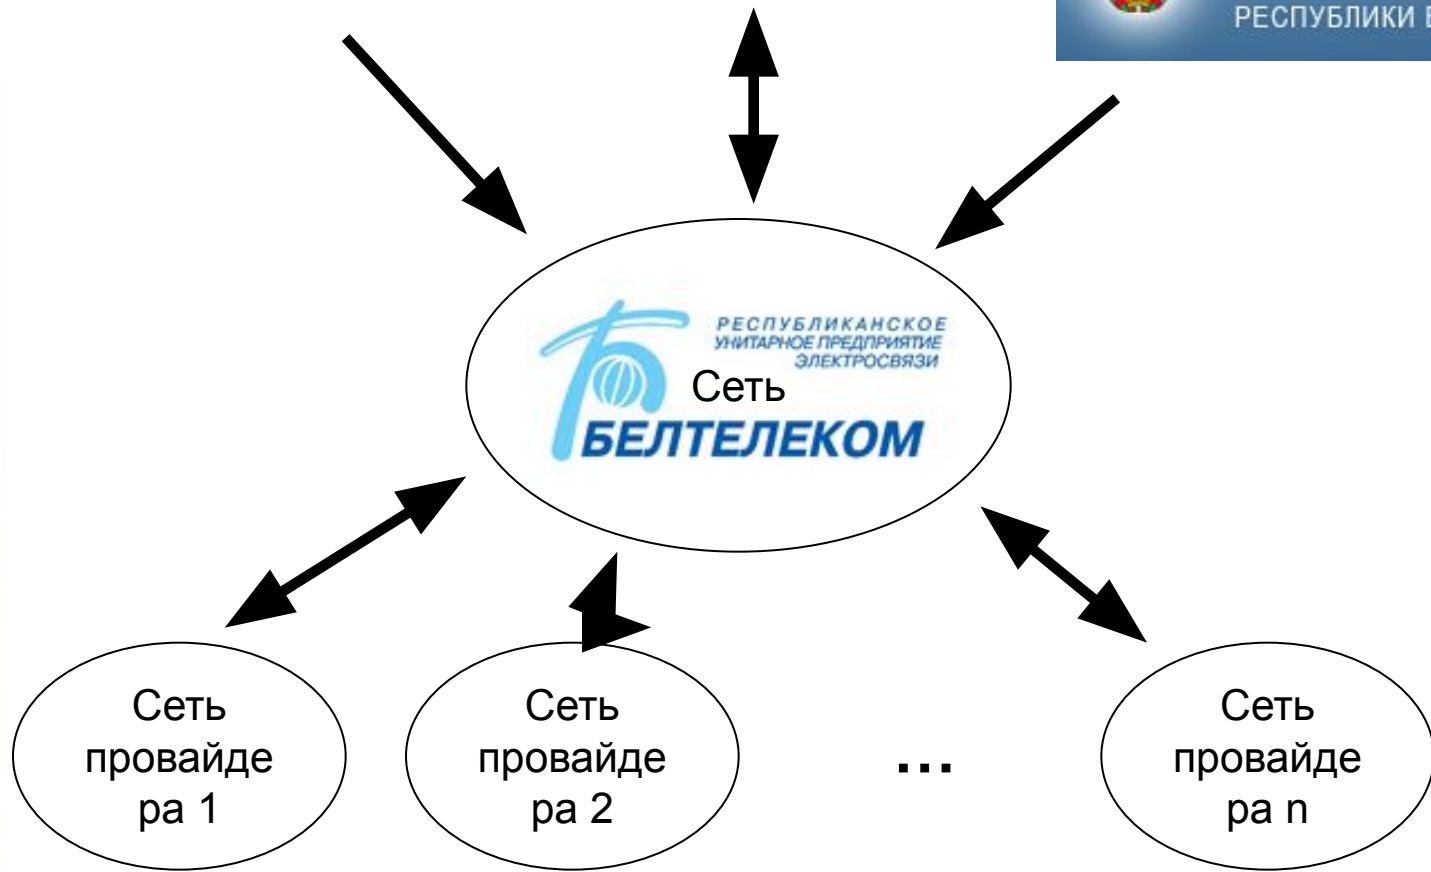 РЕСПУБЛИКИ
РЕСПУБЛИКАНСКОЕ
УНИТАРНОЕ ПРЕДПРИЯТИЕ
ЭЛЕКТРОСВЯЗИ
Сеть
БЕЛТЕЛЕКОМ
Сеть
провайде
ра 1
Сеть
провайде
ра 2
...
Сеть
провайде
ра n